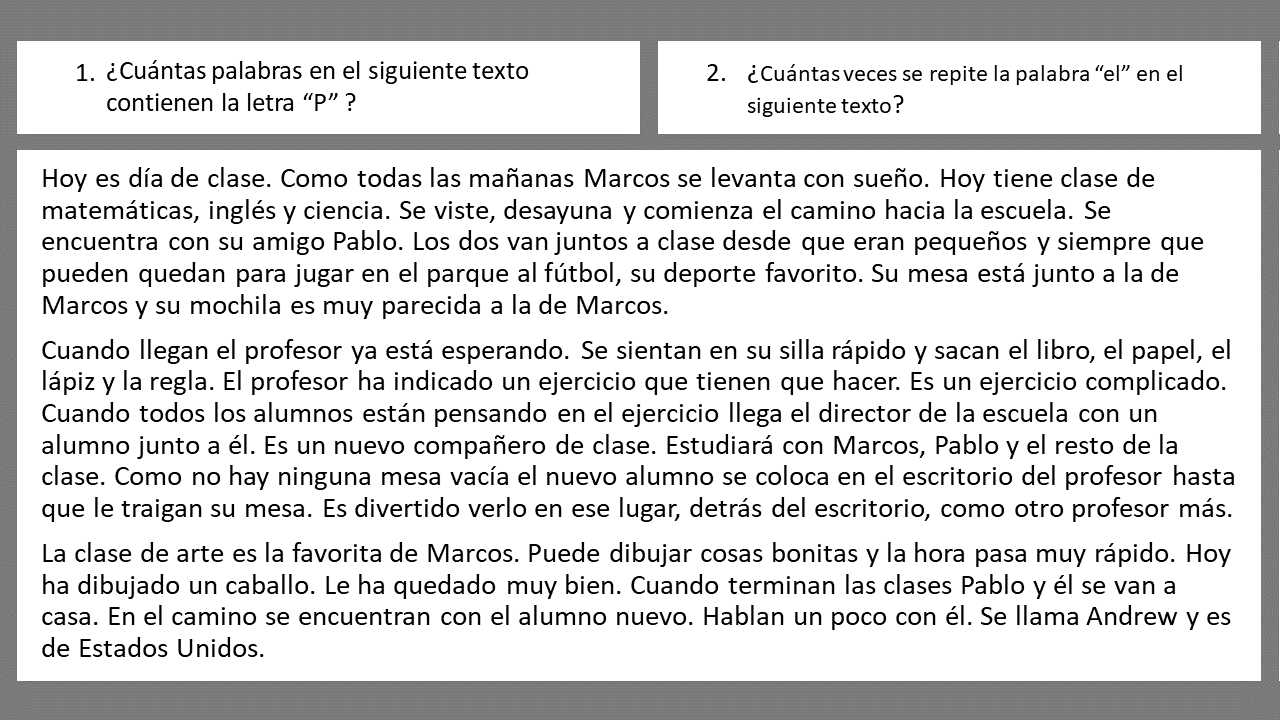 1. ¿Cuántas palabras en el siguiente texto
contienen la letra “P” ?
2. ¿Cuántas veces se repite la palabra “el” en el
siguiente texto?
Hoy es día de clase. Como todas las mañanas Marcos se levanta con sueño. Hoy tiene clase de
matemáticas, inglés y ciencia. Se viste, desayuna y comienza el camino hacia la escuela. Se
encuentra con su amigo Pablo. Los dos van juntos a clase desde que eran pequeños y siempre que
pueden quedan para jugar en el parque al fútbol, su deporte favorito. Su mesa está junto a la de
Marcos y su mochila es muy parecida a la de Marcos.
Cuando llegan el profesor ya está esperando. Se sientan en su silla rápido y sacan el libro, el papel, el
lápiz y la regla. El profesor ha indicado un ejercicio que tienen que hacer. Es un ejercicio complicado.
Cuando todos los alumnos están pensando en el ejercicio llega el director de la escuela con un
alumno junto a él. Es un nuevo compañero de clase. Estudiará con Marcos, Pablo y el resto de la
clase. Como no hay ninguna mesa vacía el nuevo alumno se coloca en el escritorio del profesor hasta
que le traigan su mesa. Es divertido verlo en ese lugar, detrás del escritorio, como otro profesor más.
La clase de arte es la favorita de Marcos. Puede dibujar cosas bonitas y la hora pasa muy rápido. Hoy
ha dibujado un caballo. Le ha quedado muy bien. Cuando terminan las clases Pablo y él se van a
casa. En el camino se encuentran con el alumno nuevo. Hablan un poco con él. Se llama Andrew y es
de Estados Unidos.